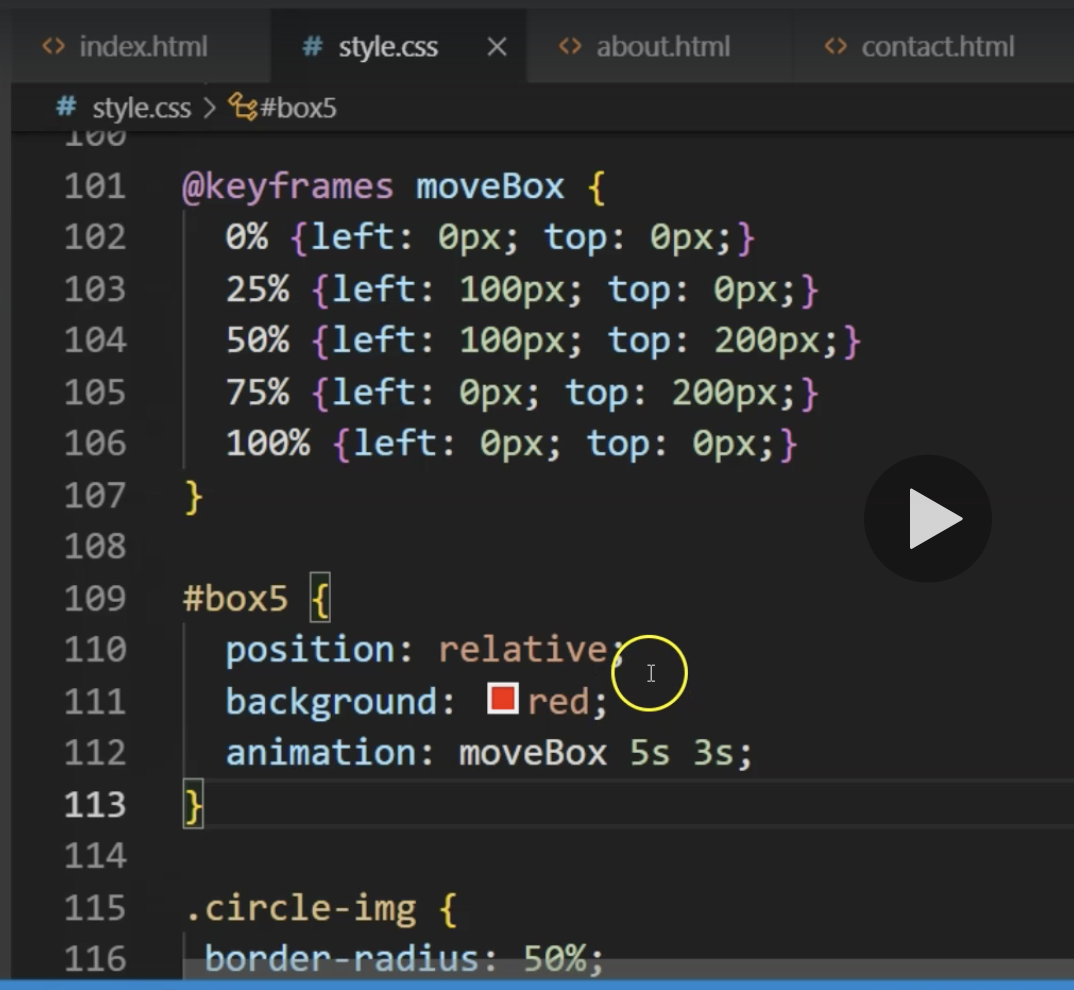 index.html
# style.css
about.html
contact.html
# style.css > #box5
100
101 @keyframes moveBox {
102 0% {left: 0px; top: 0px;}
103 25% {left: 100px; top: 0px;}
104 50% {left: 100px; top: 200px;}
105 75% {left: 0px; top: 200px;}
106 100% {left: 0px; top: 0px;}
107 }
108
109 #box5 {
110 position: relative;
111 background: red;
112 animation: moveBox 5s 3s;
113 }
114
115 .circle-img {
116 border-radius: 50%;